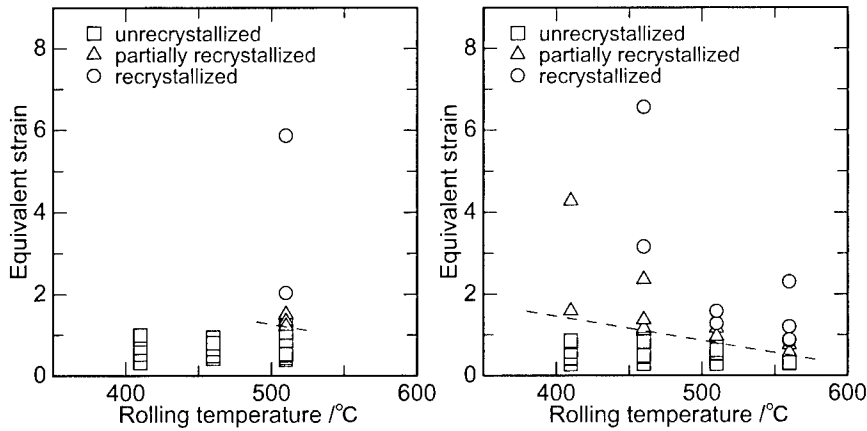 8
6
4
2
0
Equivalent strain
□ unrecrystallized
△ partially recrystallized
○ recrystallized
400 500 600
Rolling temperature /°C
8
6
4
2
0
Equivalent strain
□ unrecrystallized
△ partially recrystallized
○ recrystallized
400 500 600
Rolling temperature /°C